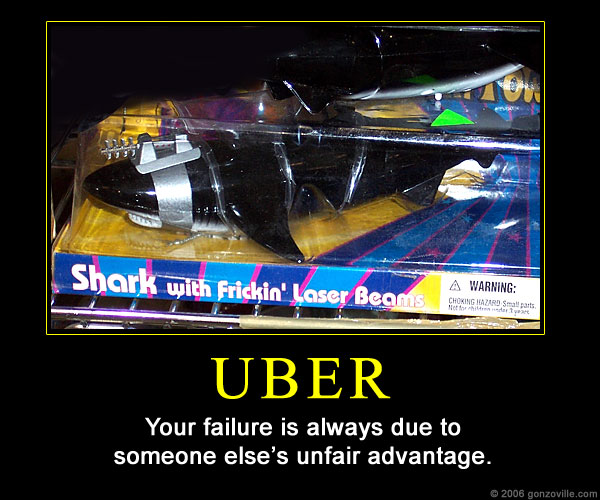 Shark with Frickin' Laser Beams
⚠ WARNING:
CHOKING HAZARD-Small parts.
Not for children under 3 years
UBER
Your failure is always due to
someone else's unfair advantage.
© 2006 gonzoville.com